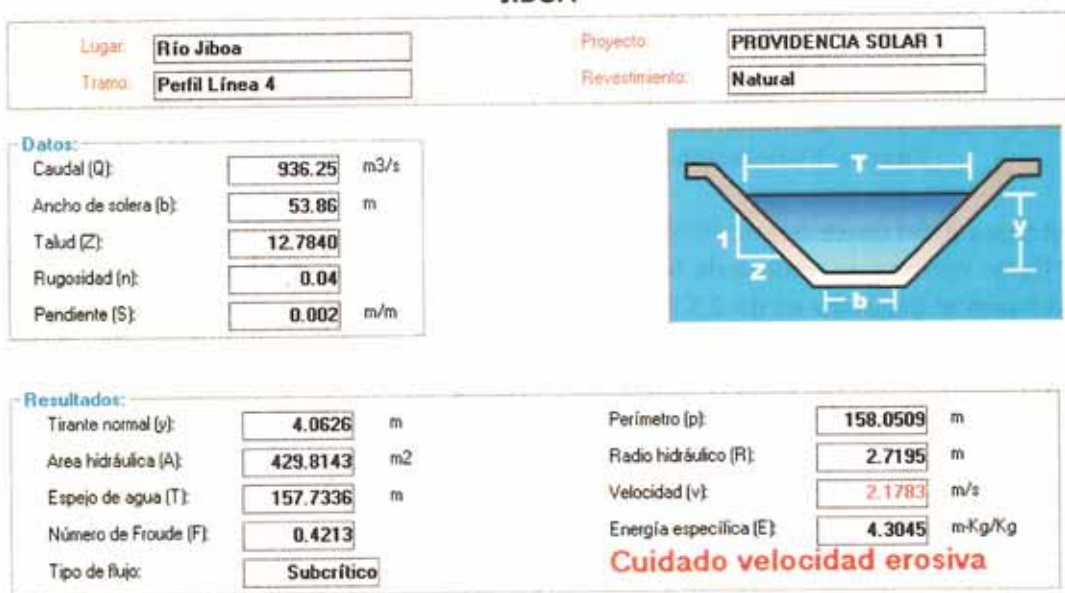 Lugar: Río Jiboa
Proyecto: PROVIDENCIA SOLAR 1
Tramo: Perfil Línea 4
Revestimiento: Natural
Datos:
Caudal (Q): 936.25 m3/s
Ancho de solera (b): 53.86 m
Talud (Z): 12.7840
Rugosidad (n): 0.04
Pendiente (S): 0.002 m/m
T
y
1
Z
b
Resultados:
Tirante normal (y): 4.0626 m
Perímetro (p): 158.0509 m
Area hidráulica (A): 429.8143 m2
Radio hidráulico (R): 2.7195 m
Espejo de agua (T): 157.7336 m
Velocidad (v): 2.1783 m/s
Número de Froude (F): 0.4213
Energía específica (E): 4.3045 m-Kg/Kg
Tipo de flujo: Subcrítico
Cuidado velocidad erosiva